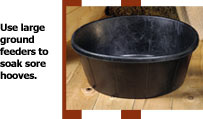 Use large
ground
feeders to
soak sore
hooves.